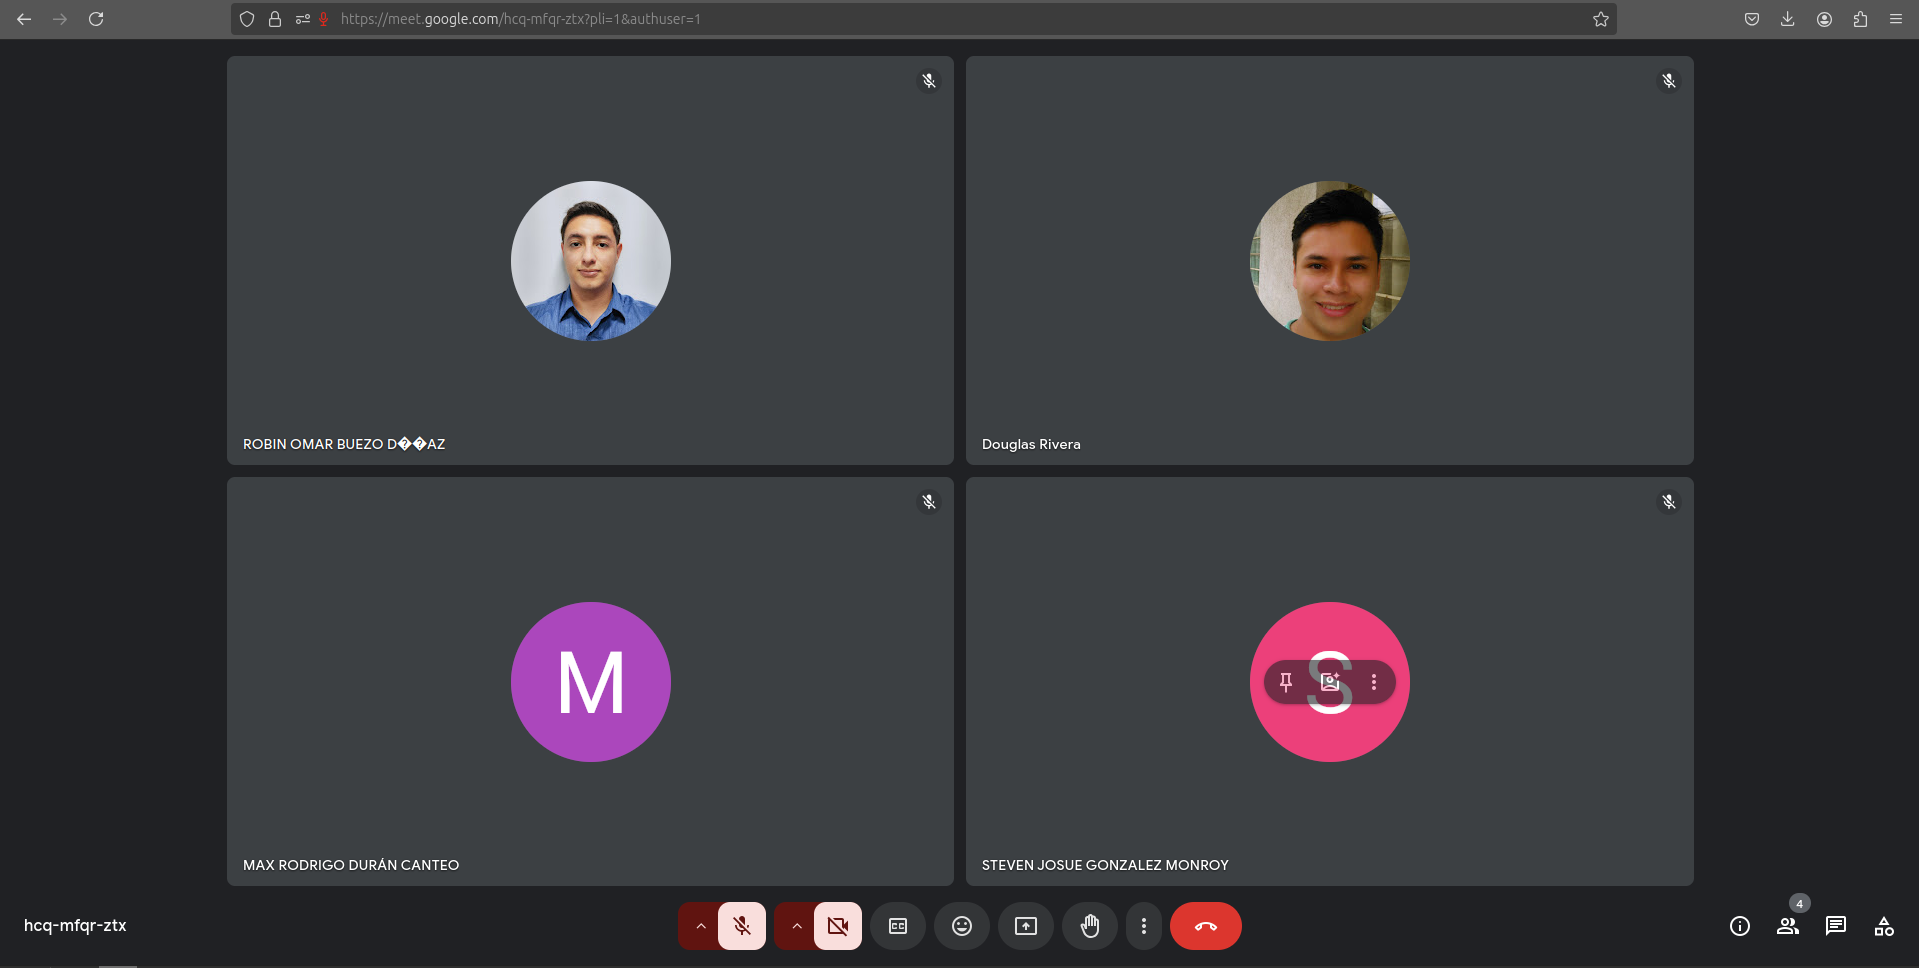 https://meet.google.com/hcq-mfqr-ztx?pli=1&authuser=1
ROBIN OMAR BUEZO D��AZ
Douglas Rivera
M
S
MAX RODRIGO DURÁN CANTEO
STEVEN JOSUE GONZALEZ MONROY
hcq-mfqr-ztx
CC
4